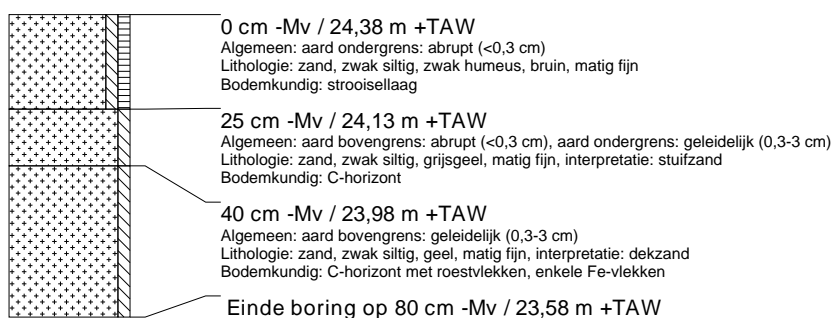 0 cm -Mv / 24,38 m +TAW
Algemeen: aard ondergrens: abrupt (<0,3 cm)
Lithologie: zand, zwak siltig, zwak humeus, bruin, matig fijn
Bodemkundig: strooisellaag
25 cm -Mv / 24,13 m +TAW
Algemeen: aard bovengrens: abrupt (<0,3 cm), aard ondergrens: geleidelijk (0,3-3 cm)
Lithologie: zand, zwak siltig, grijsgeel, matig fijn, interpretatie: stuifzand
Bodemkundig: C-horizont
40 cm -Mv / 23,98 m +TAW
Algemeen: aard bovengrens: geleidelijk (0,3-3 cm)
Lithologie: zand, zwak siltig, geel, matig fijn, interpretatie: dekzand
Bodemkundig: C-horizont met roestvlekken, enkele Fe-vlekken
Einde boring op 80 cm -Mv / 23,58 m +TAW